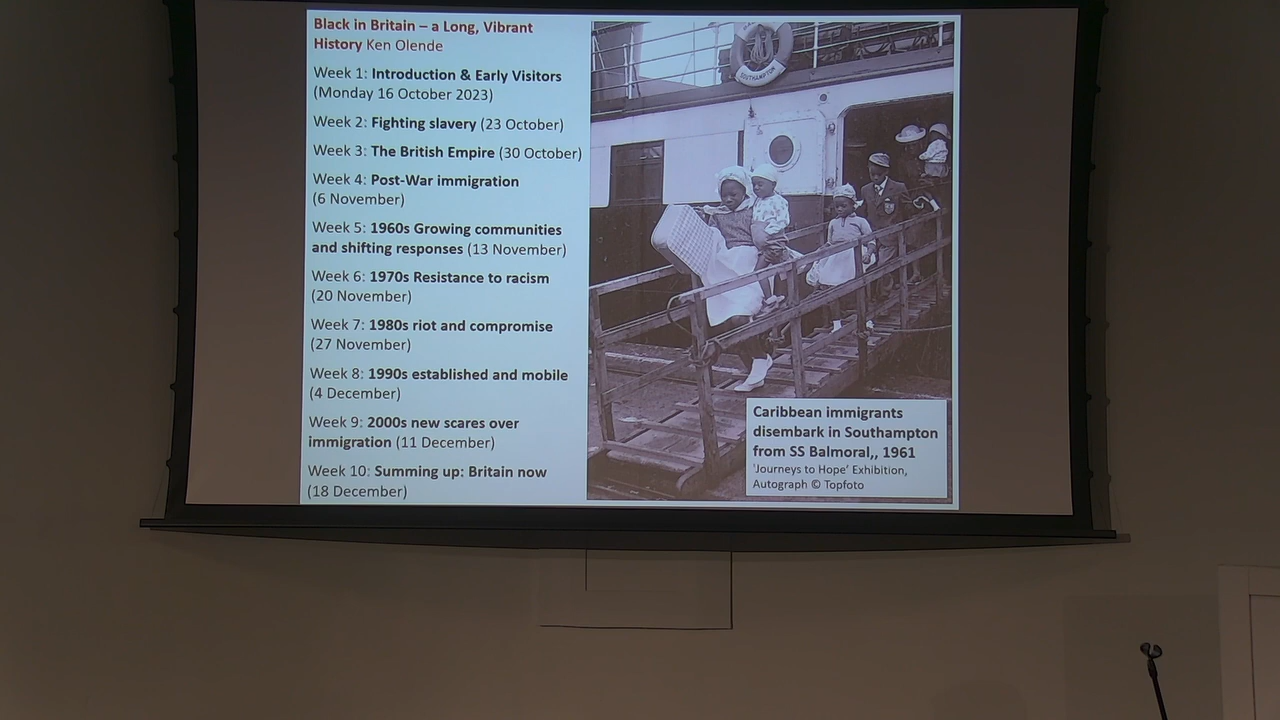 Black in Britain – a Long, Vibrant
History Ken Olende
Week 1: Introduction & Early Visitors
(Monday 16 October 2023)
Week 2: Fighting slavery (23 October)
Week 3: The British Empire (30 October)
Week 4: Post-War immigration
(6 November)
Week 5: 1960s Growing communities
and shifting responses (13 November)
Week 6: 1970s Resistance to racism
(20 November)
Week 7: 1980s riot and compromise
(27 November)
Week 8: 1990s established and mobile
(4 December)
Week 9: 2000s new scares over
immigration (11 December)
Week 10: Summing up: Britain now
(18 December)
SOUTHAMPTON
Caribbean immigrants
disembark in Southampton
from SS Balmoral,, 1961
'Journeys to Hope' Exhibition,
Autograph © Topfoto